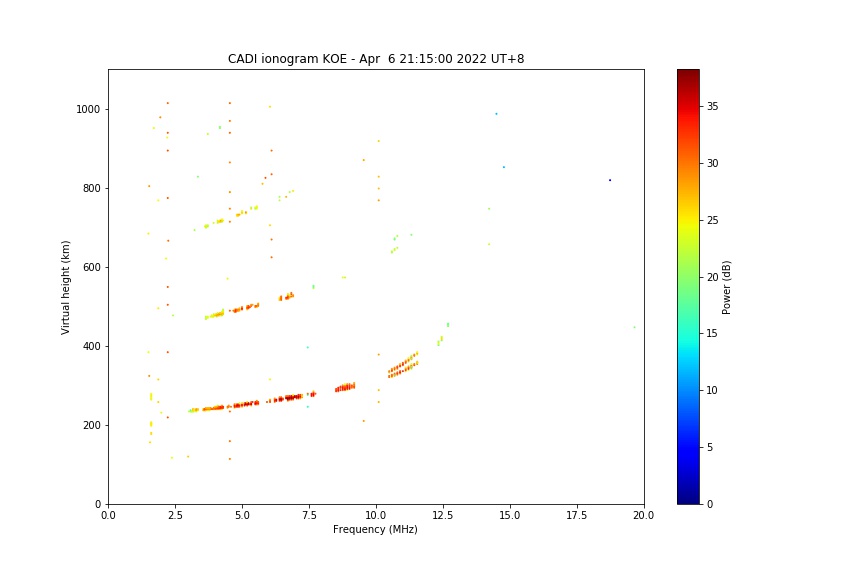 CADI ionogram KOE - Apr  6 21:15:00 2022 UT+8
1000
800
600
400
200
0
Virtual height (km)
0.0 2.5 5.0 7.5 10.0 12.5 15.0 17.5 20.0
Frequency (MHz)
35
30
25
20
15
10
5
0
Power (dB)